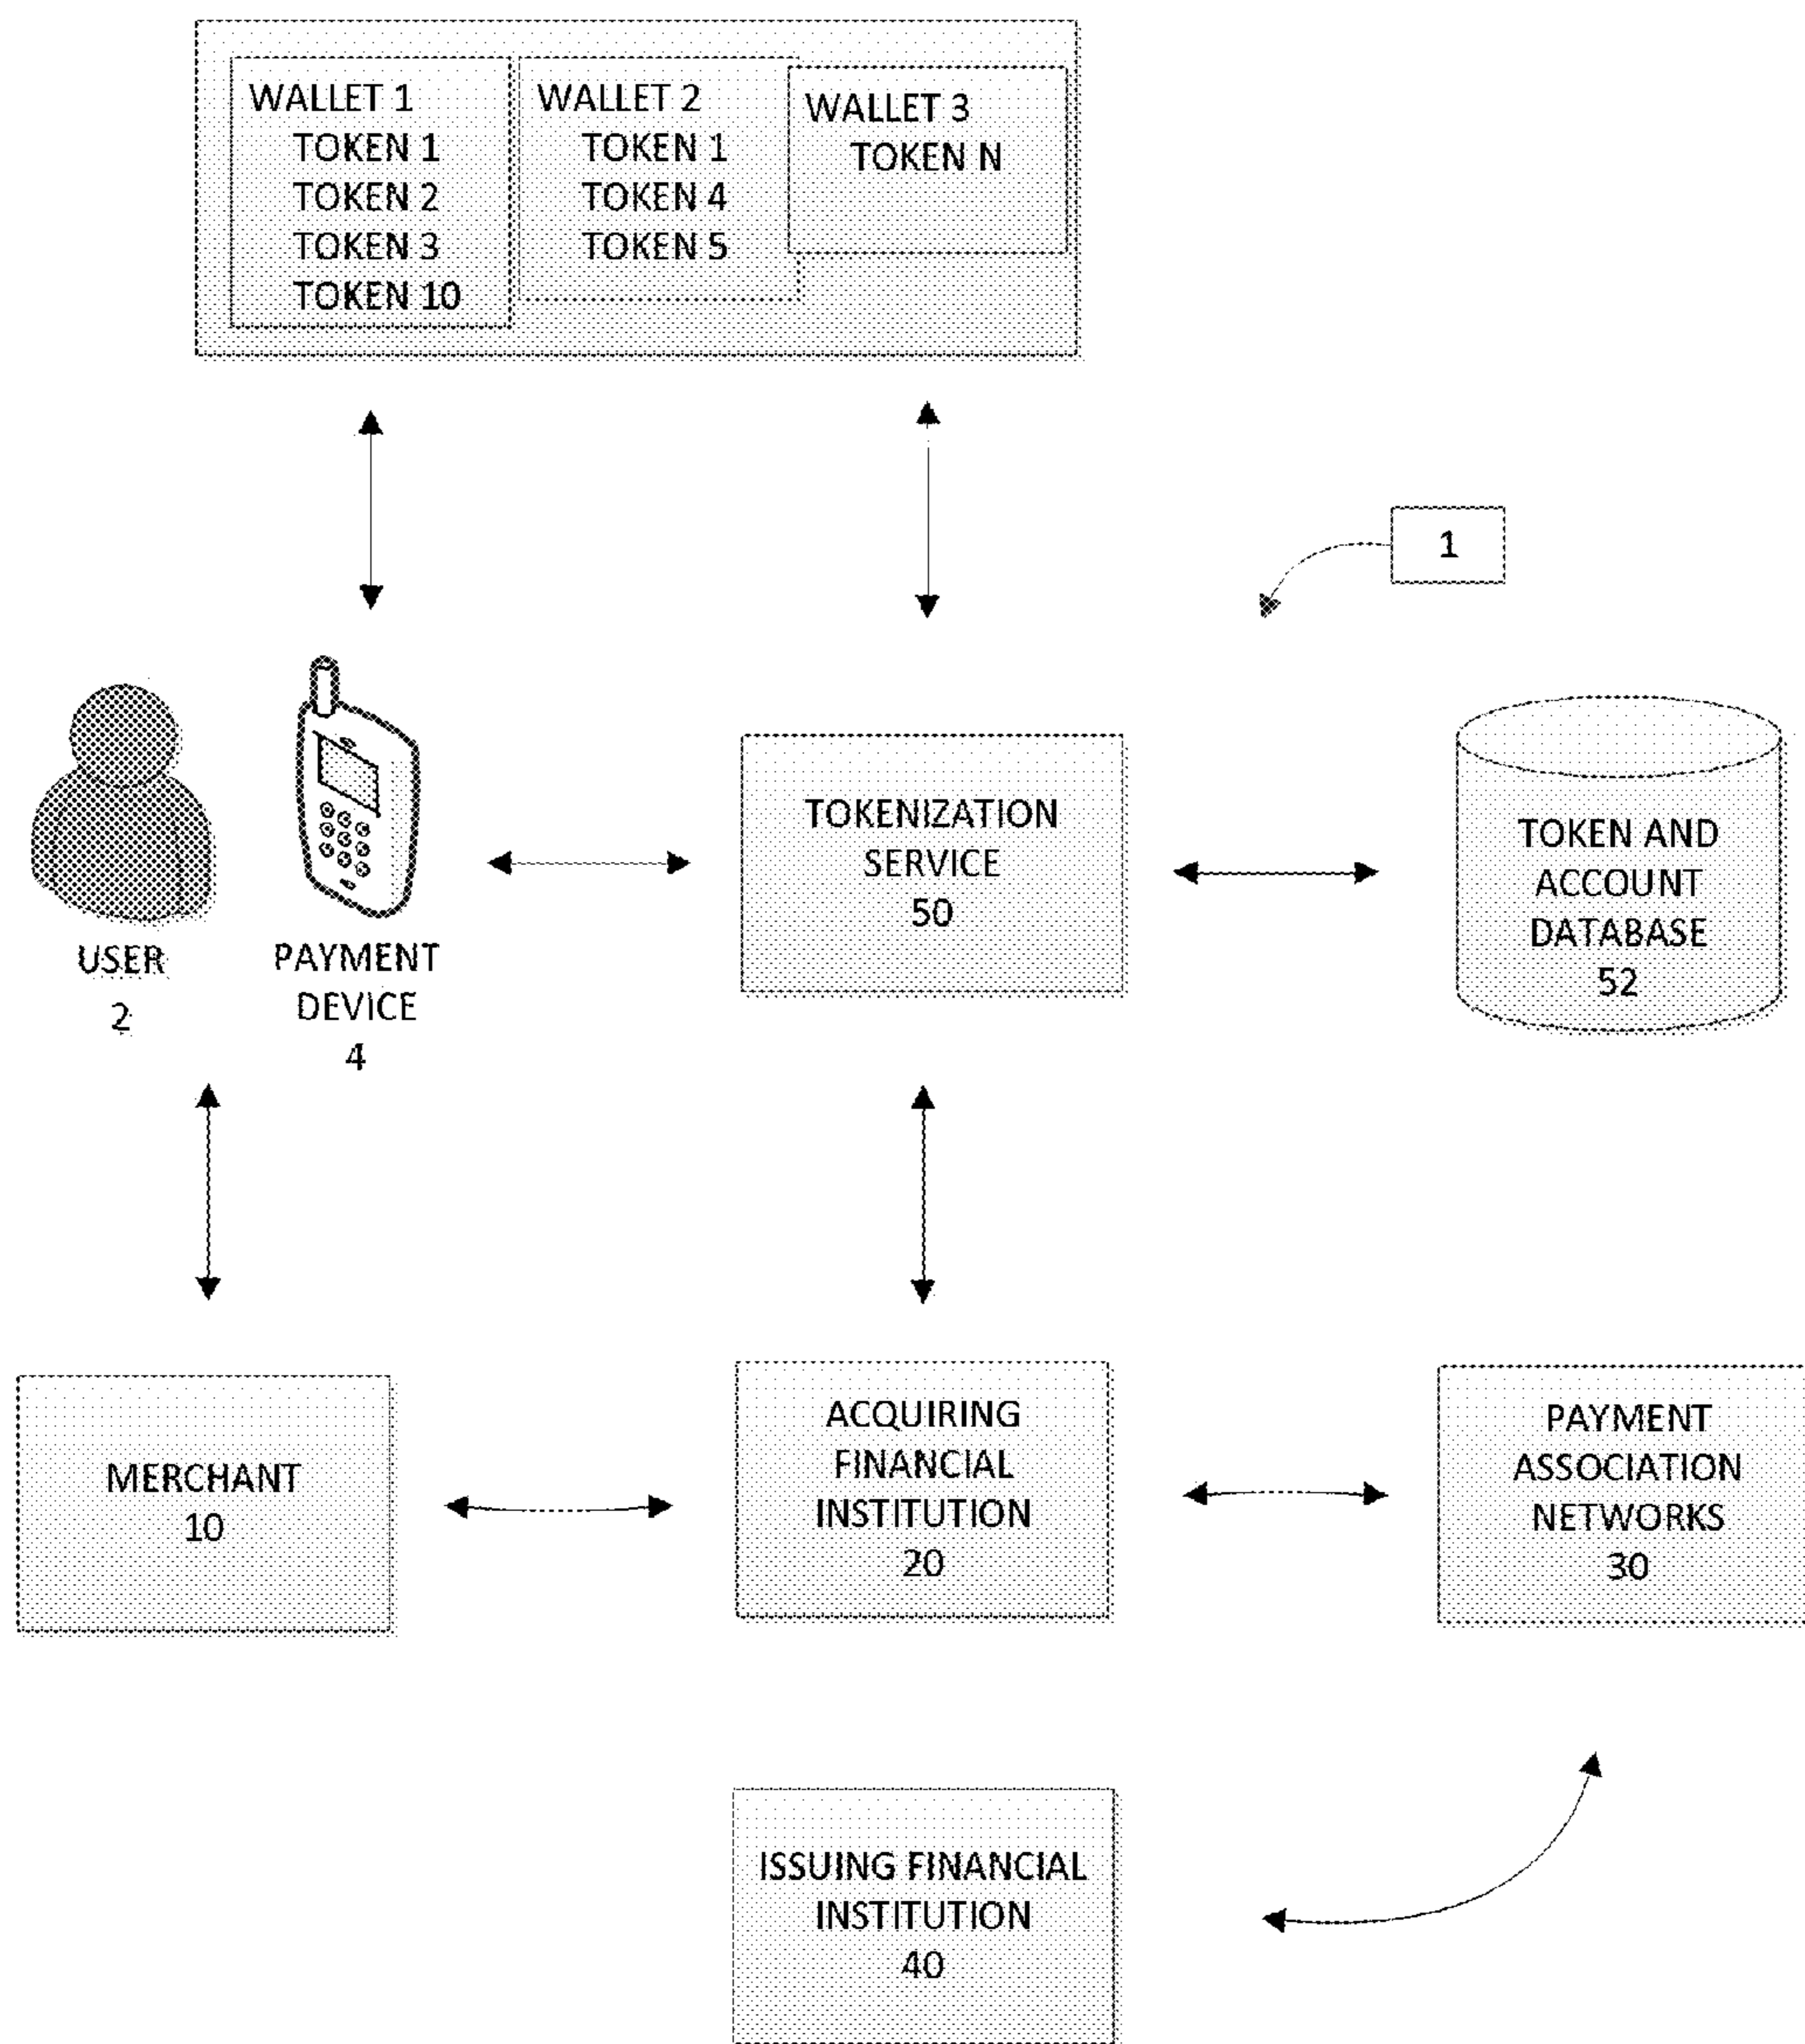 WALLET 1
TOKEN 1
TOKEN 2
TOKEN 3
TOKEN 10
WALLET 2
TOKEN 1
TOKEN 4
TOKEN 5
WALLET 3
TOKEN N
1
USER
2
PAYMENT
DEVICE
4
TOKENIZATION
SERVICE
50
TOKEN AND
ACCOUNT
DATABASE
52
MERCHANT
10
ACQUIRING
FINANCIAL
INSTITUTION
20
PAYMENT
ASSOCIATION
NETWORKS
30
ISSUING FINANCIAL
INSTITUTION
40